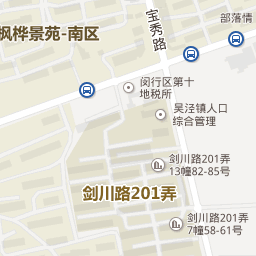 部落情
宝秀路
枫桦景苑-南区
闵行区第十
地税所
吴泾镇人口
综合管理
剑川路201弄
13幢82-85号
剑川路201弄
剑川路201弄
7幢58-61号